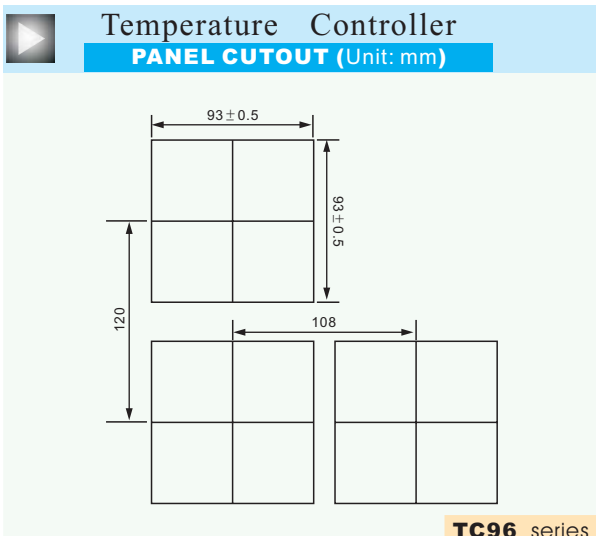 Temperature Controller
PANEL CUTOUT (Unit: mm)
93±0.5
93±0.5
120
108
TC96 series